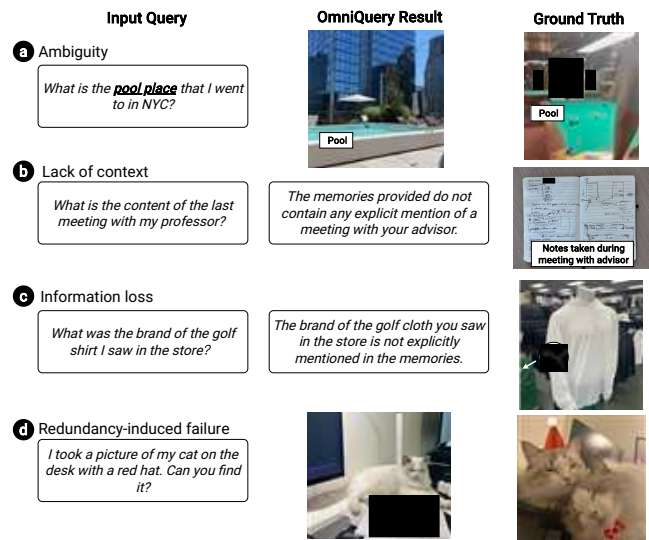 Input Query
OmniQuery Result
Ground Truth
a Ambiguity
What is the pool place that I went
to in NYC?
Pool
Pool
b Lack of context
What is the content of the last
meeting with my professor?
The memories provided do not
contain any explicit mention of a
meeting with your advisor.
Notes taken during
meeting with advisor
c Information loss
What was the brand of the golf
shirt I saw in the store?
The brand of the golf cloth you saw
in the store is not explicitly
mentioned in the memories.
d Redundancy-induced failure
I took a picture of my cat on the
desk with a red hat. Can you find
it?